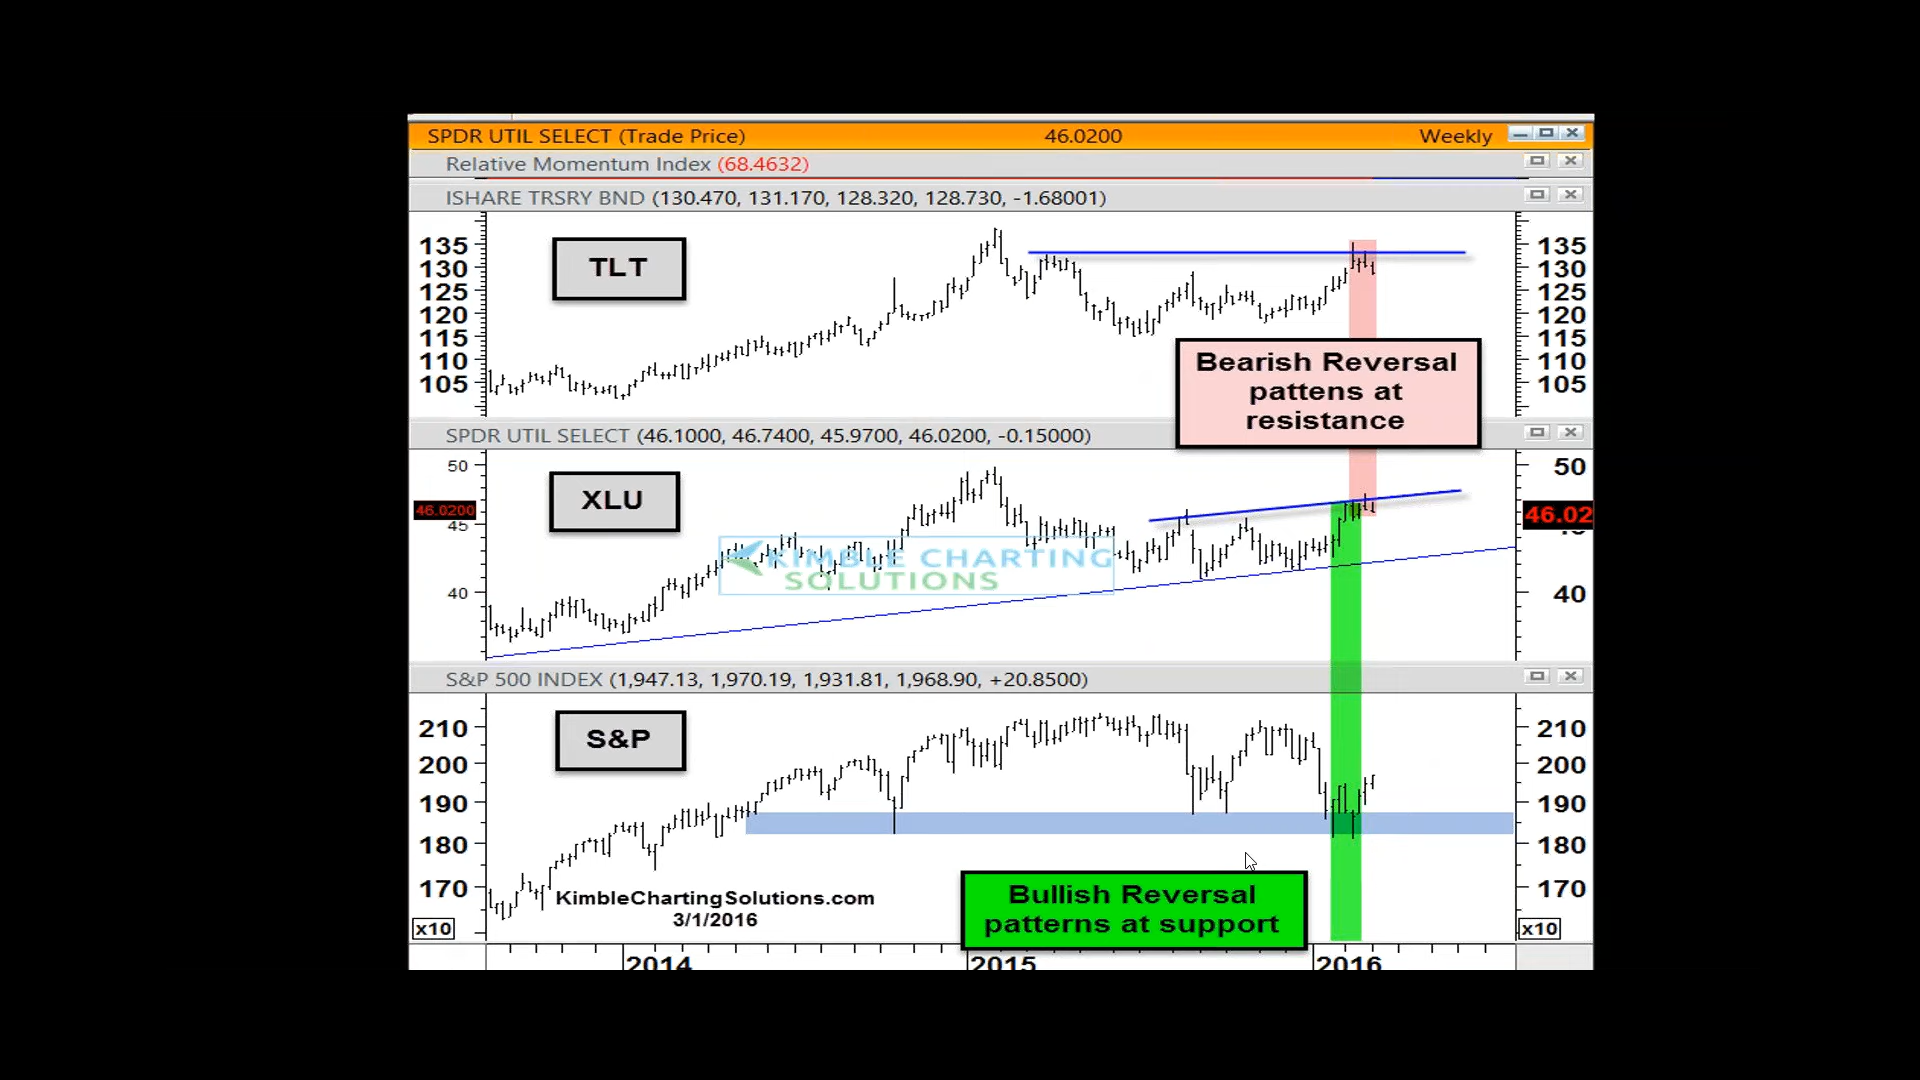 SPDR UTIL SELECT (Trade Price) 46.0200 Weekly
Relative Momentum Index (68.4632)
ISHARE TRSRY BND (130.470, 131.170, 128.320, 128.730, -1.68001)
TLT
135 135
130 130
125 125
120 120
115 115
110 110
105 105
Bearish Reversal
pattens at
resistance
SPDR UTIL SELECT (46.1000, 46.7400, 45.9700, 46.0200, -0.15000)
XLU
50 50
46.0200 46.02
45
KIMBLE CHARTING
SOLUTIONS
40 40
S&P 500 INDEX (1,947.13, 1,970.19, 1,931.81, 1,968.90, +20.8500)
S&P
210 210
200 200
190 190
180 180
170 170
KimbleChartingSolutions.com
3/1/2016
Bullish Reversal
patterns at support
x10 x10
2014 2015 2016